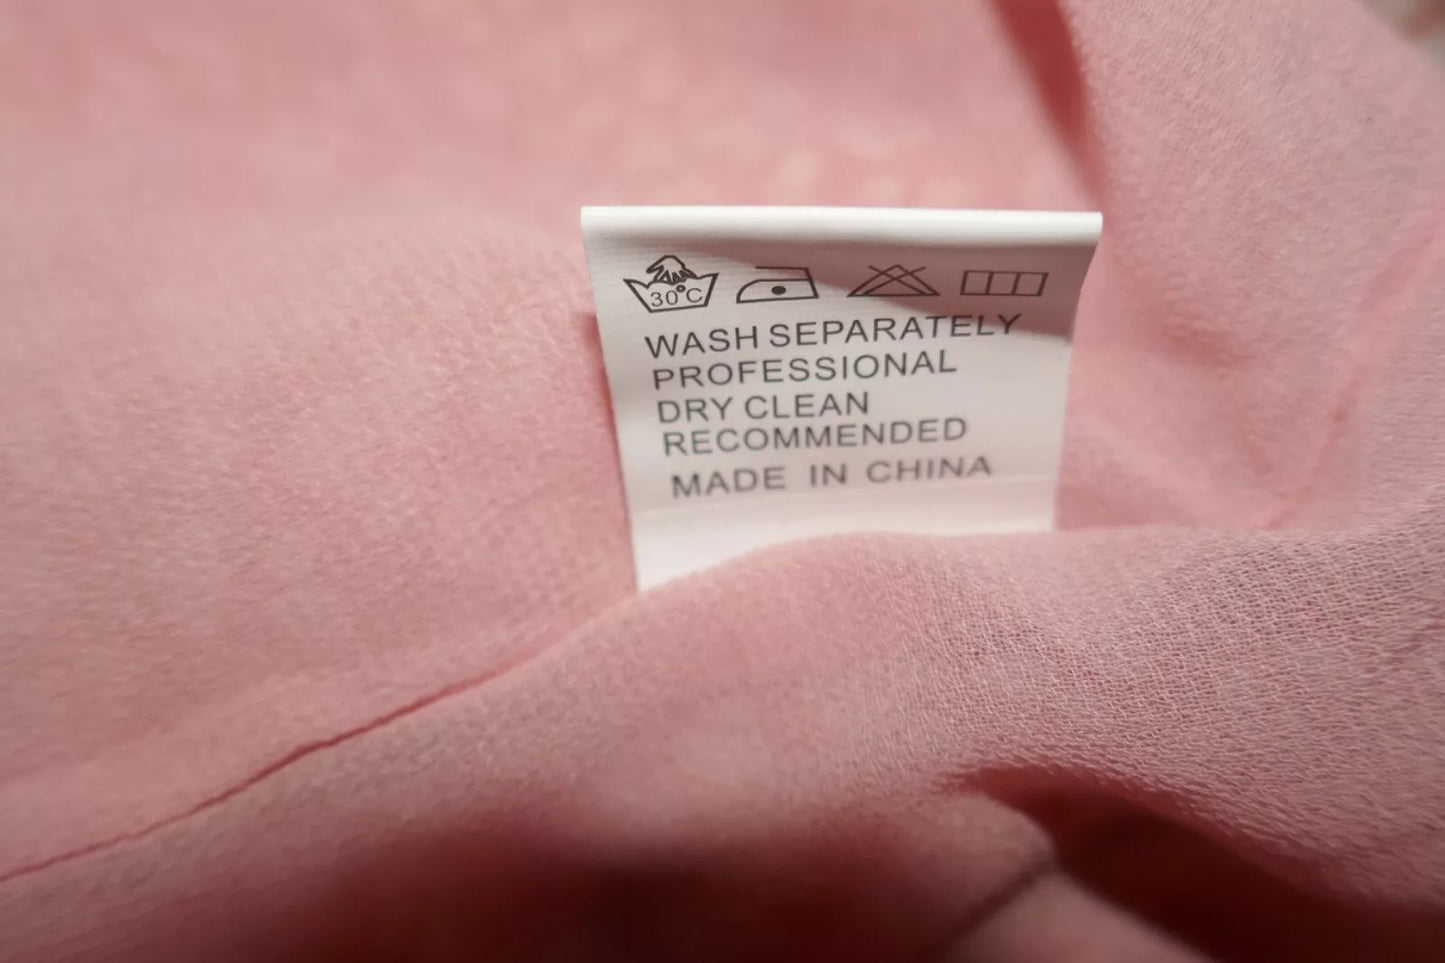 30°C
WASH SEPARATELY
PROFESSIONAL
DRY CLEAN
RECOMMENDED
MADE IN CHINA